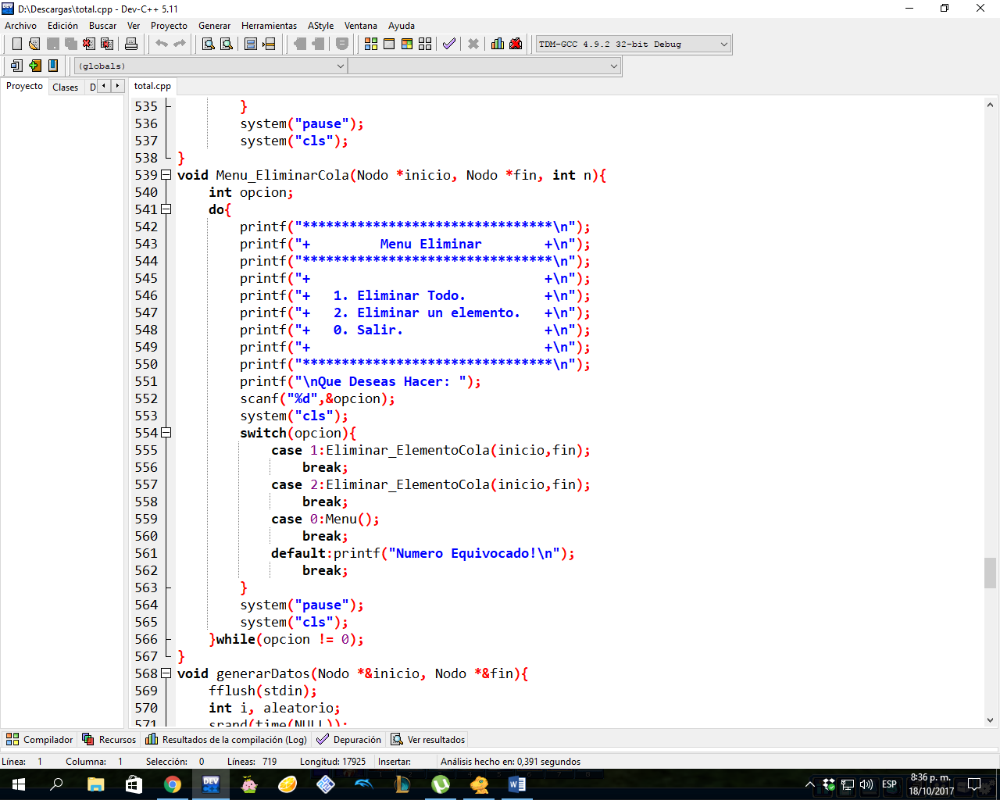 D:\Descargas\total.cpp - Dev-C++ 5.11
Archivo Edición Buscar Ver Proyecto Generar Herramientas AStyle Ventana Ayuda
TDM-GCC 4.9.2 32-bit Debug
(globals)
Proyecto Clases D total.cpp
535 }
536 system("pause");
537 system("cls");
538 }
539 void Menu_EliminarCola(Nodo *inicio, Nodo *fin, int n){
540 int opcion;
541 do{
542 printf("********************************\n");
543 printf("+         Menu Eliminar        +\n");
544 printf("********************************\n");
545 printf("+                              +\n");
546 printf("+   1. Eliminar Todo.          +\n");
547 printf("+   2. Eliminar un elemento.   +\n");
548 printf("+   0. Salir.                  +\n");
549 printf("+                              +\n");
550 printf("********************************\n");
551 printf("\nQue Deseas Hacer: ");
552 scanf("%d",&opcion);
553 system("cls");
554 switch(opcion){
555 case 1:Eliminar_ElementoCola(inicio,fin);
556 break;
557 case 2:Eliminar_ElementoCola(inicio,fin);
558 break;
559 case 0:Menu();
560 break;
561 default:printf("Numero Equivocado!\n");
562 break;
563 }
564 system("pause");
565 system("cls");
566 }while(opcion != 0);
567 }
568 void generarDatos(Nodo *&inicio, Nodo *&fin){
569 fflush(stdin);
570 int i, aleatorio;
571 srand(time(NULL));
Compilador Recursos Resultados de la compilación (Log) Depuración Ver resultados
Línea: 1 Columna: 1 Selección: 0 Líneas: 719 Longitud: 17925 Insertar: Análisis hecho en: 0,391 segundos
DEV
ESP
8:36 p. m.
18/10/2017